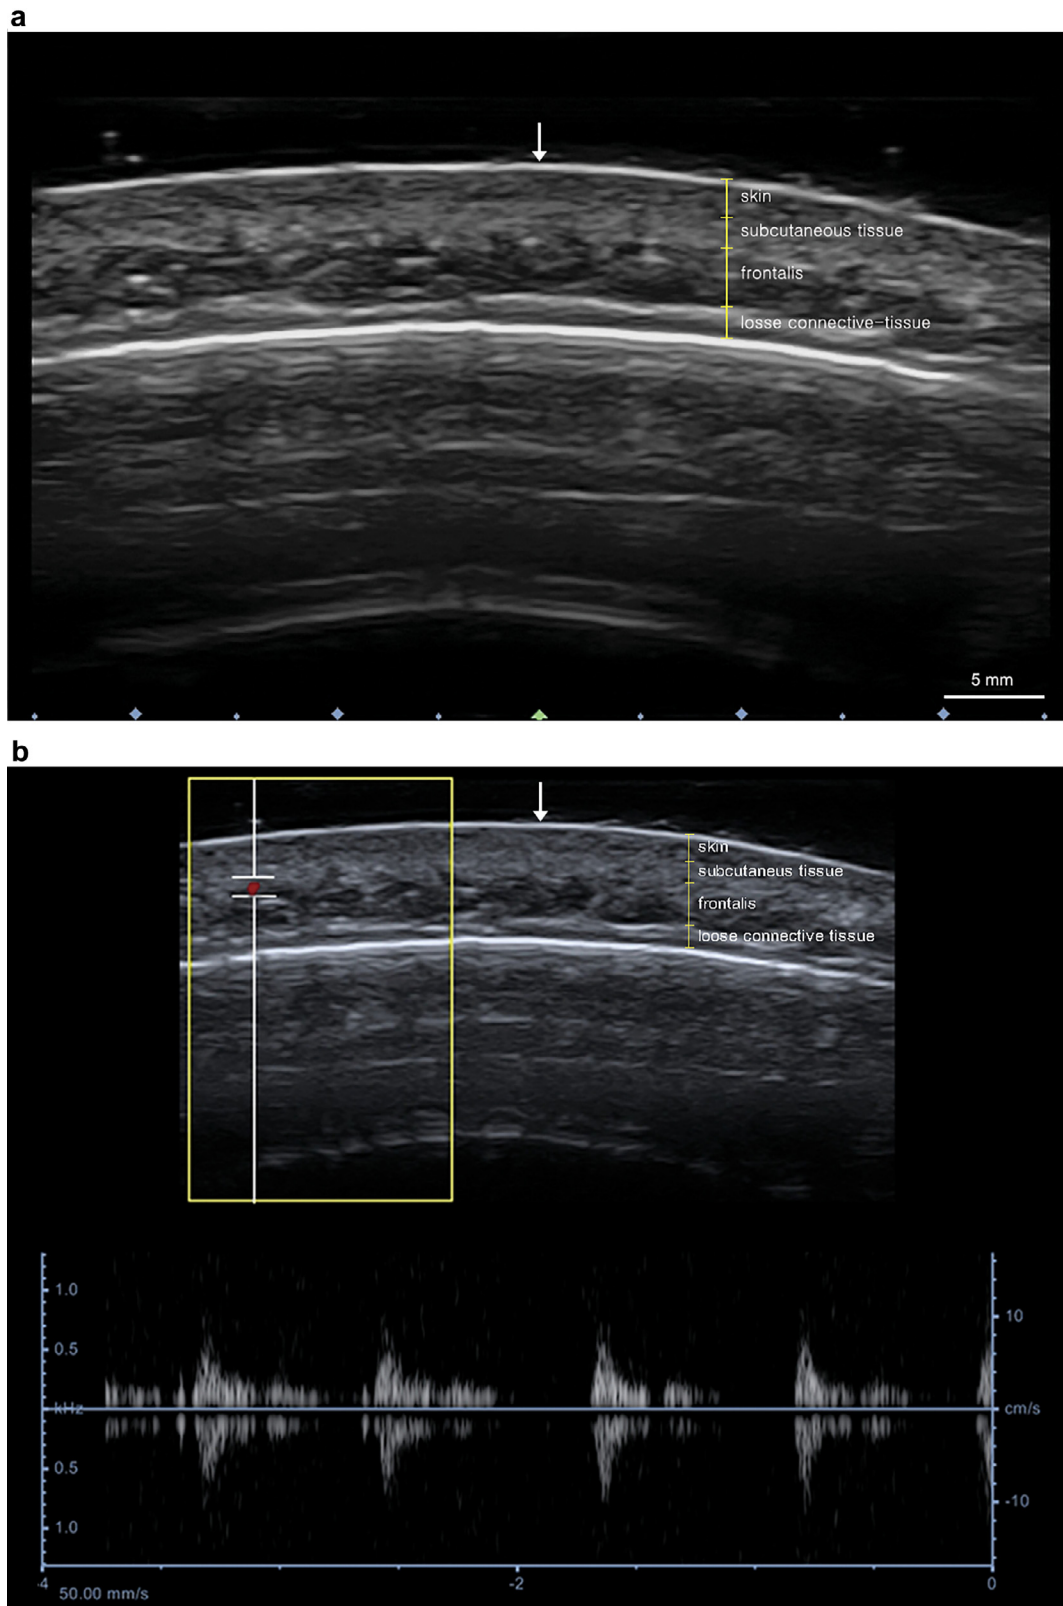 a
skin
subcutaneous tissue
frontalis
losse connective-tissue
5 mm
b
skin
subcutaneus tissue
frontalis
loose connective tissue
1.0
0.5
kHz
0.5
1.0
10
cm/s
-10
-4
-2
0
50.00 mm/s